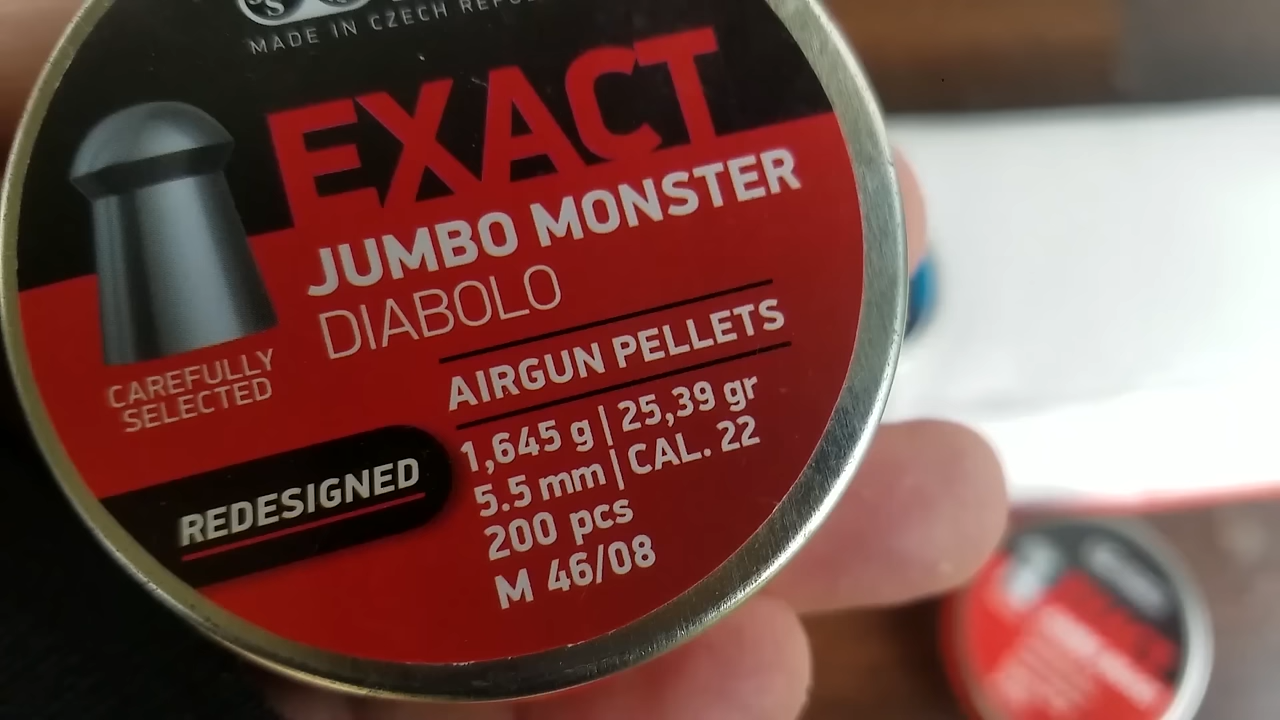 MADE IN CZECH
EXACT
JUMBO MONSTER
DIABOLO
CAREFULLY
SELECTED
AIRGUN PELLETS
1,645 g | 25,39 gr
5.5 mm | CAL. 22
200 pcs
M 46/08
REDESIGNED